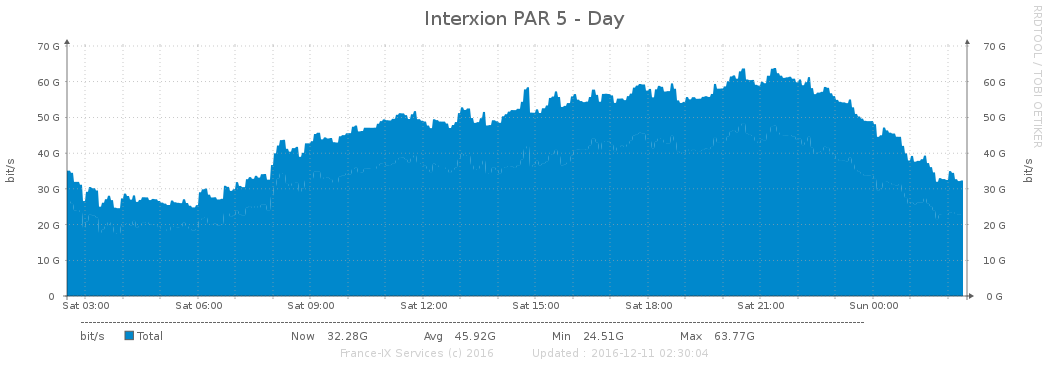 Interxion PAR 5 - Day
RRDTOOL / TOBI OETIKER
bit/s
70 G 70 G
60 G 60 G
50 G 50 G
40 G 40 G
30 G 30 G
20 G 20 G
10 G 10 G
0 0 G
bit/s
Sat 03:00 Sat 06:00 Sat 09:00 Sat 12:00 Sat 15:00 Sat 18:00 Sat 21:00 Sun 00:00
bit/s Total Now 32.28G Avg 45.92G Min 24.51G Max 63.77G
France-IX Services (c) 2016 Updated : 2016-12-11 02:30:04